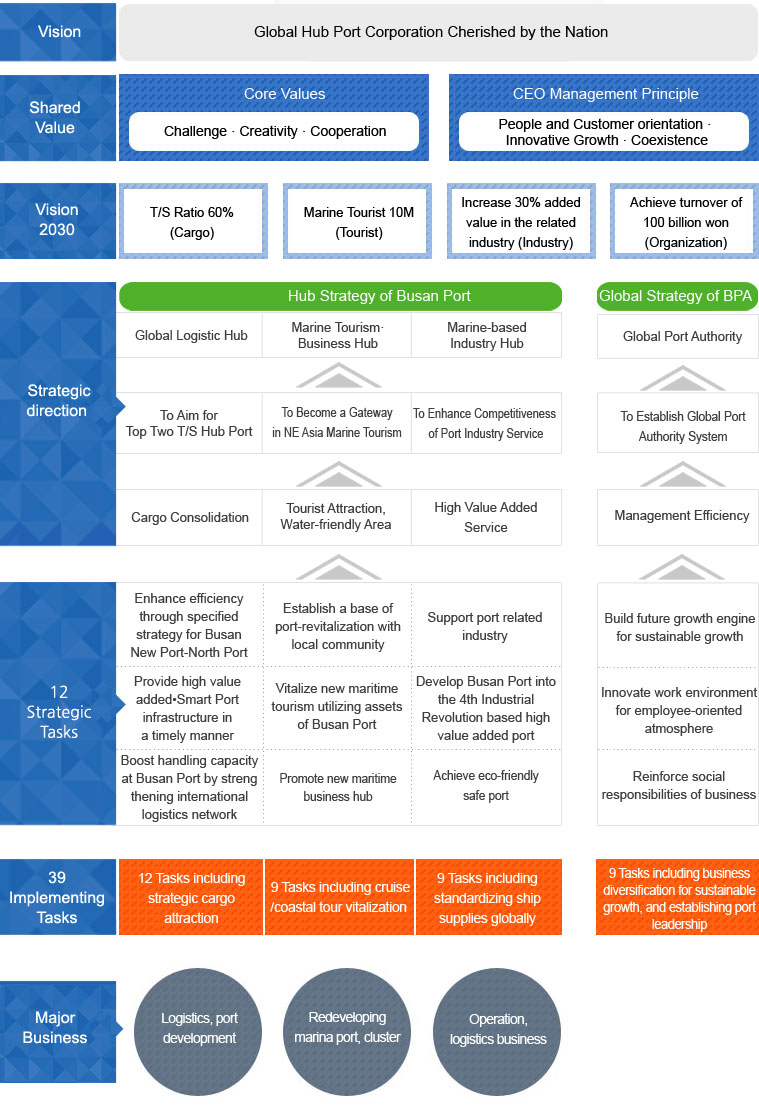 Vision
Global Hub Port Corporation Cherished by the Nation
Shared
Value
Core Values
Challenge · Creativity · Cooperation
CEO Management Principle
People and Customer orientation ·
Innovative Growth · Coexistence
Vision
2030
T/S Ratio 60%
(Cargo)
Marine Tourist 10M
(Tourist)
Increase 30% added
value in the related
industry (Industry)
Achieve turnover of
100 billion won
(Organization)
Strategic
direction
Hub Strategy of Busan Port
Global Strategy of BPA
Global Logistic Hub
Marine Tourism·
Business Hub
Marine-based
Industry Hub
Global Port Authority
To Aim for
Top Two T/S Hub Port
To Become a Gateway
in NE Asia Marine Tourism
To Enhance Competitiveness
of Port Industry Service
To Establish Global Port
Authority System
Cargo Consolidation
Tourist Attraction,
Water-friendly Area
High Value Added
Service
Management Efficiency
12
Strategic
Tasks
Enhance efficiency
through specified
strategy for Busan
New Port-North Port
Establish a base of
port-revitalization with
local community
Support port related
industry
Build future growth engine
for sustainable growth
Provide high value
added•Smart Port
infrastructure in
a timely manner
Vitalize new maritime
tourism utilizing assets
of Busan Port
Develop Busan Port into
the 4th Industrial
Revolution based high
value added port
Innovate work environment
for employee-oriented
atmosphere
Boost handling capacity
at Busan Port by streng
thening international
logistics network
Promote new maritime
business hub
Achieve eco-friendly
safe port
Reinforce social
responsibilities of business
39
Implementing
Tasks
12 Tasks including
strategic cargo
attraction
9 Tasks including cruise
/coastal tour vitalization
9 Tasks including
standardizing ship
supplies globally
9 Tasks including business
diversification for sustainable
growth, and establishing port
leadership
Major
Business
Logistics, port
development
Redeveloping
marina port, cluster
Operation,
logistics business